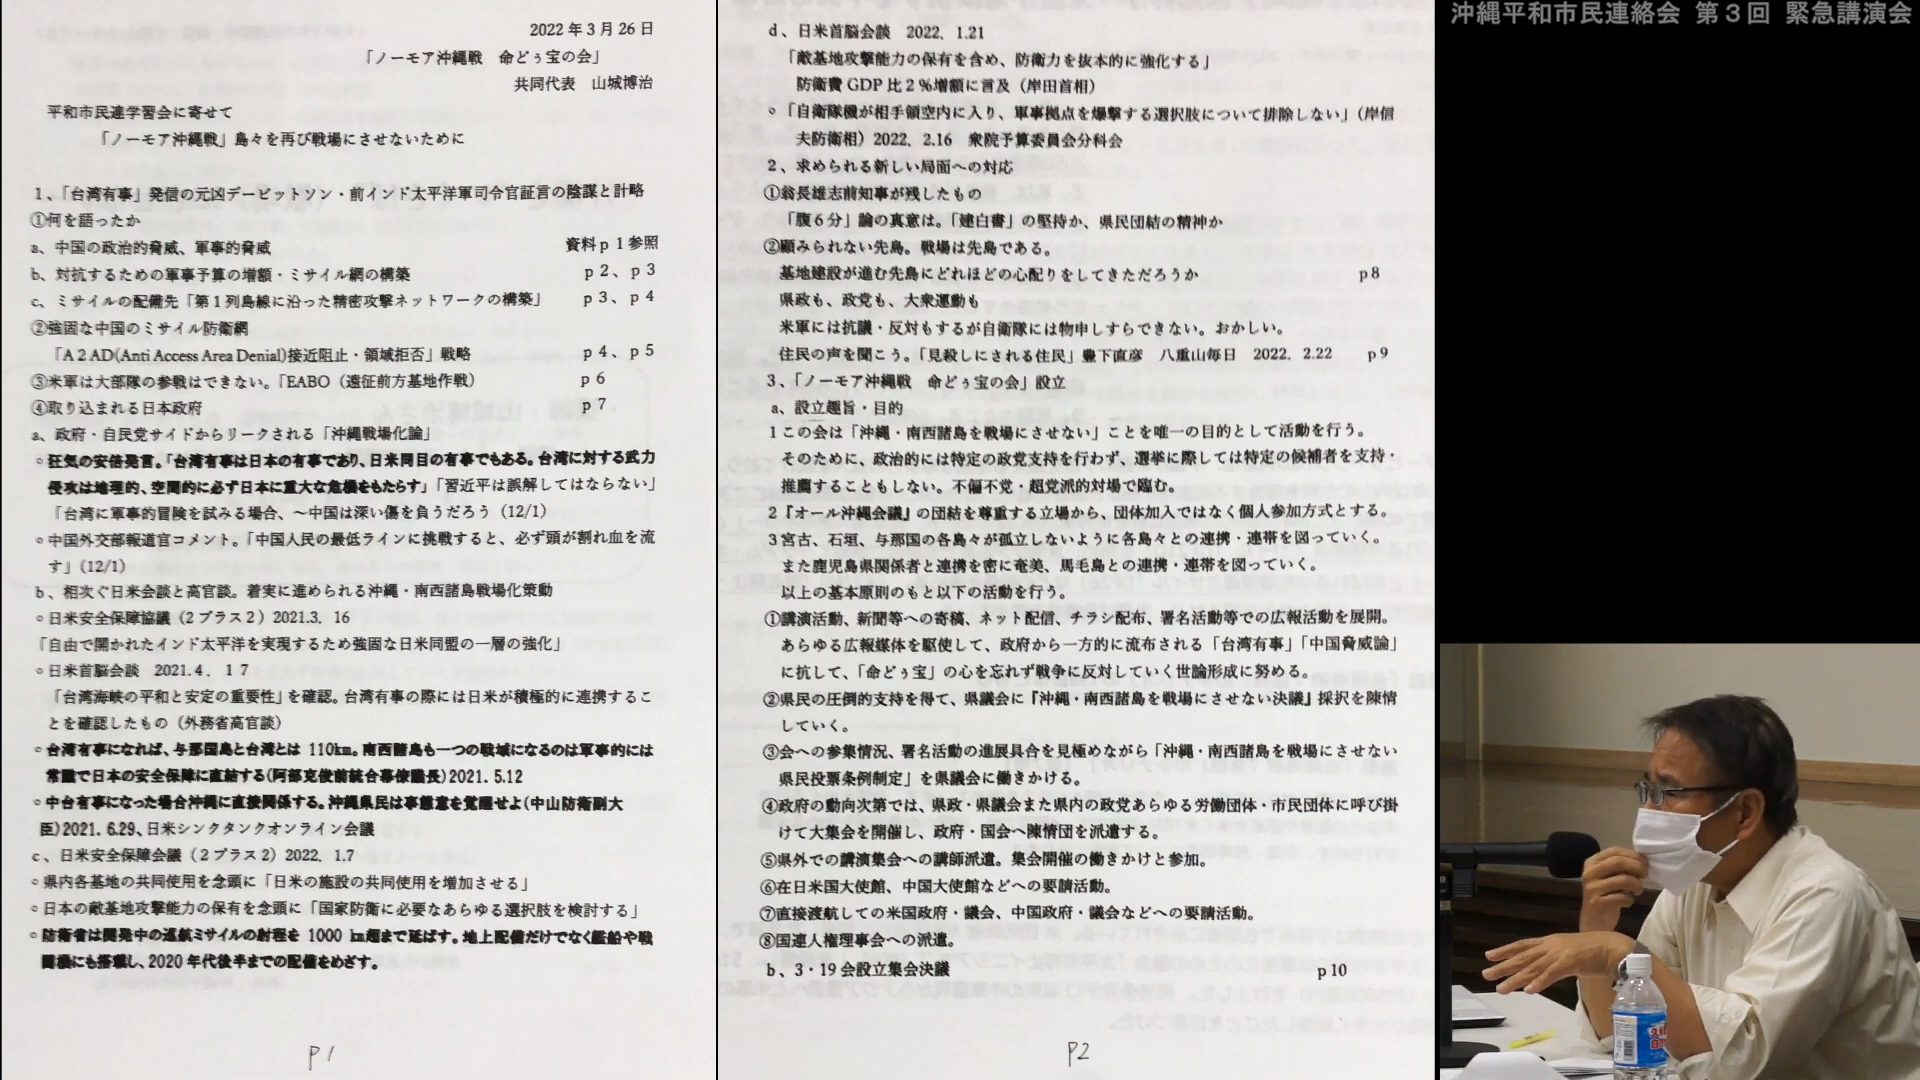 2022年3月26日
「ノーモア沖縄戦　命どぅ宝の会」
共同代表　山城博治
平和市民連学習会に寄せて
「ノーモア沖縄戦」島々を再び戦場にさせないために
1、「台湾有事」発信の元凶デービットソン・前インド太平洋軍司令官証言の陰謀と計略
①何を語ったか
a、中国の政治的脅威、軍事的脅威　資料p1参照
b、対抗するための軍事予算の増額・ミサイル網の構築　p2、p3
c、ミサイルの配備先「第1列島線に沿った精密攻撃ネットワークの構築」　p3、p4
②強固な中国のミサイル防衛網
「A2AD(Anti Access Area Denial)接近阻止・領域拒否」戦略　p4、p5
③米軍は大部隊の参戦はできない。「EABO（遠征前方基地作戦）　p6
④取り込まれる日本政府　p7
a、政府・自民党サイドからリークされる「沖縄戦場化論」
○狂気の安倍発言。「台湾有事は日本の有事であり、日米同目の有事でもある。台湾に対する武力
侵攻は地理的、空間的に必ず日本に重大な危機をもたらす」「習近平は誤解してはならない」
「台湾に軍事的冒険を試みる場合、～中国は深い傷を負うだろう（12/1）
○中国外交部報道官コメント。「中国人民の最低ラインに挑戦すると、必ず頭が割れ血を流
す」（12/1）
b、相次ぐ日米会談と高官談。着実に進められる沖縄・南西諸島戦場化策動
○日米安全保障協議（2プラス2）2021.3．16
「自由で開かれたインド太平洋を実現するため強固な日米同盟の一層の強化」
○日米首脳会談　2021.4．17
「台湾海峡の平和と安定の重要性」を確認。台湾有事の際には日米が積極的に連携するこ
とを確認したもの（外務省高官談）
○台湾有事になれば、与那国島と台湾とは 110km。南西諸島も一つの戦域になるのは軍事的には
常識で日本の安全保障に直結する（阿部克俊前統合幕僚議長）2021.5.12
○中台有事になった場合沖縄に直接関係する。沖縄県民は事態意を覚醒せよ（中山防衛副大
臣）2021.6.29、日米シンクタンクオンライン会議
c、日米安全保障会議（2プラス2）2022．1.7
○県内各基地の共同使用を念頭に「日米の施設の共同使用を増加させる」
○日本の敵基地攻撃能力の保有を念頭に「国家防衛に必要なあらゆる選択肢を検討する」
○防衛省は開発中の巡航ミサイルの射程を 1000 km超まで延ばす。地上配備だけでなく艦船や戦
闘機にも搭載し、2020年代後半までの配備をめざす。
P1
d、日米首脳会談　2022．1.21
「敵基地攻撃能力の保有を含め、防衛力を抜本的に強化する」
防衛費GDP比2％増額に言及（岸田首相）
○「自衛隊機が相手領空内に入り、軍事拠点を爆撃する選択肢について排除しない」（岸信
夫防衛相）2022．2.16　衆院予算委員会分科会
2、求められる新しい局面への対応
①翁長雄志前知事が残したもの
「腹6分」論の真意は。「建白書」の堅持か、県民団結の精神か
②顧みられない先島。戦場は先島である。
基地建設が進む先島にどれほどの心配りをしてきただろうか　p8
県政も、政党も、大衆運動も
米軍には抗議・反対もするが自衛隊には物申しすらできない。おかしい。
住民の声を聞こう。「見殺しにされる住民」豊下直彦　八重山毎日　2022．2.22　p9
3、「ノーモア沖縄戦　命どぅ宝の会」設立
a、設立趣旨・目的
1この会は「沖縄・南西諸島を戦場にさせない」ことを唯一の目的として活動を行う。
そのために、政治的には特定の政党支持を行わず、選挙に際しては特定の候補者を支持・
推薦することもしない。不偏不党・超党派的対場で臨む。
2『オール沖縄会議』の団結を尊重する立場から、団体加入ではなく個人参加方式とする。
3宮古、石垣、与那国の各島々が孤立しないように各島々との連携・連帯を図っていく。
また鹿児島県関係者と連携を密に奄美、馬毛島との連携・連帯を図っていく。
以上の基本原則のもと以下の活動を行う。
①講演活動、新聞等への寄稿、ネット配信、チラシ配布、署名活動等での広報活動を展開。
あらゆる広報媒体を駆使して、政府から一方的に流布される「台湾有事」「中国脅威論」
に抗して、「命どぅ宝」の心を忘れず戦争に反対していく世論形成に努める。
②県民の圧倒的支持を得て、県議会に『沖縄・南西諸島を戦場にさせない決議』採択を陳情
していく。
③会への参集情況、署名活動の進展具合を見極めながら「沖縄・南西諸島を戦場にさせない
県民投票条例制定」を県議会に働きかける。
④政府の動向次第では、県政・県議会また県内の政党あらゆる労働団体・市民団体に呼び掛
けて大集会を開催し、政府・国会へ陳情団を派遣する。
⑤県外での講演集会への講師派遣。集会開催の働きかけと参加。
⑥在日米国大使館、中国大使館などへの要請活動。
⑦直接渡航しての米国政府・議会、中国政府・議会などへの要請活動。
⑧国連人権理事会への派遣。
b、3・19会設立集会決議　p10
P2
沖縄平和市民連絡会 第3回 緊急講演会